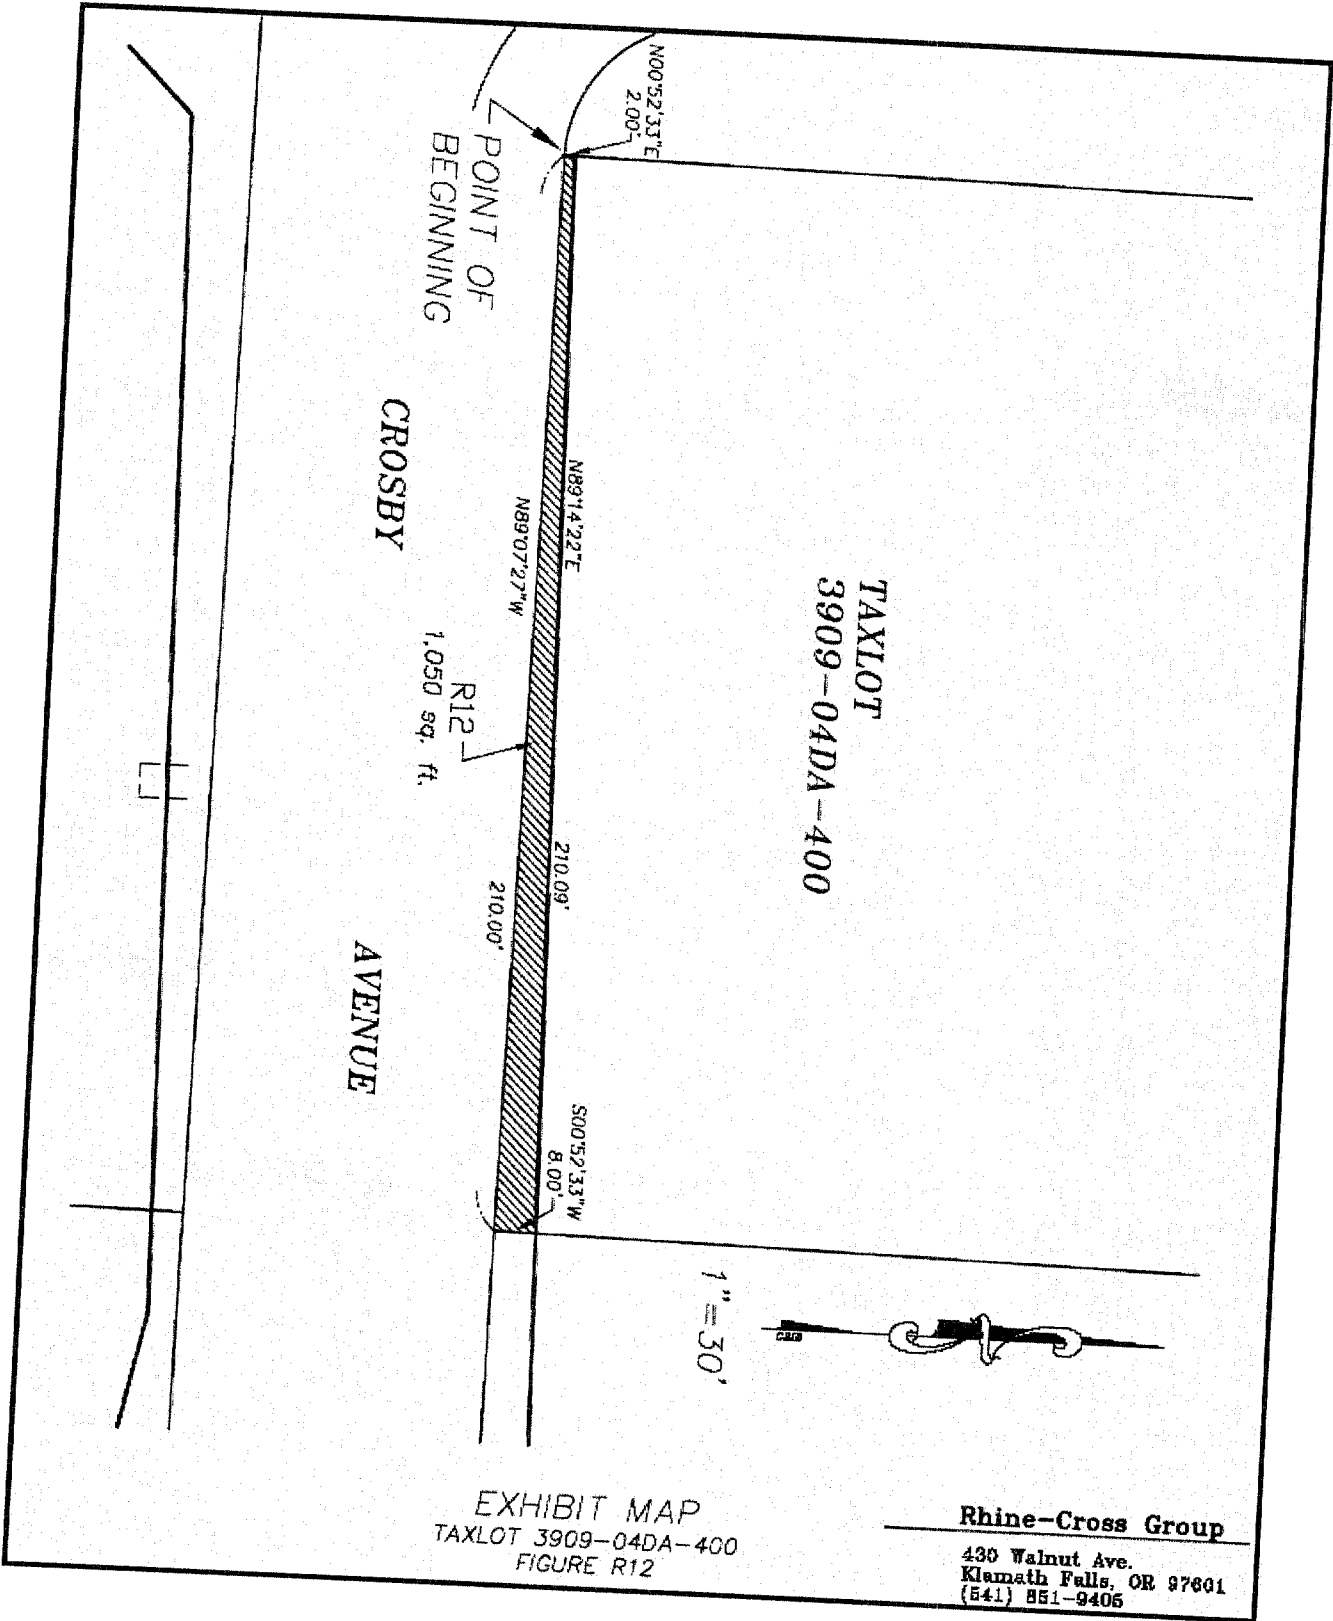 N00°52'33"E
2.00'
POINT OF
BEGINNING
CROSBY
AVENUE
N89°14'22"E
210.09'
N89°07'27"W
210.00'
R12
1,050 sq. ft.
TAXLOT
3909-04DA-400
S00°52'33"W
8.00'
1"=30'
EXHIBIT MAP
TAXLOT 3909-04DA-400
FIGURE R12
Rhine-Cross Group
430 Walnut Ave.
Klamath Falls, OR 97601
(541) 851-9405